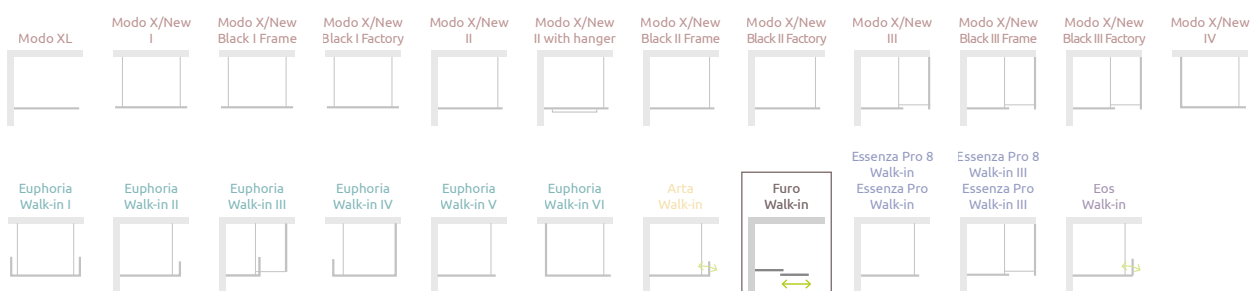 Modo XL
Modo X/New
I
Modo X/New
Black I Frame
Modo X/New
Black I Factory
Modo X/New
II
Modo X/New
II with hanger
Modo X/New
Black II Frame
Modo X/New
Black II Factory
Modo X/New
III
Modo X/New
Black III Frame
Modo X/New
Black III Factory
Modo X/New
IV
Euphoria
Walk-in I
Euphoria
Walk-in II
Euphoria
Walk-in III
Euphoria
Walk-in IV
Euphoria
Walk-in V
Euphoria
Walk-in VI
Arta
Walk-in
Furo
Walk-in
Essenza Pro 8
Walk-in
Essenza Pro
Walk-in
Essenza Pro 8
Walk-in III
Essenza Pro
Walk-in III
Eos
Walk-in